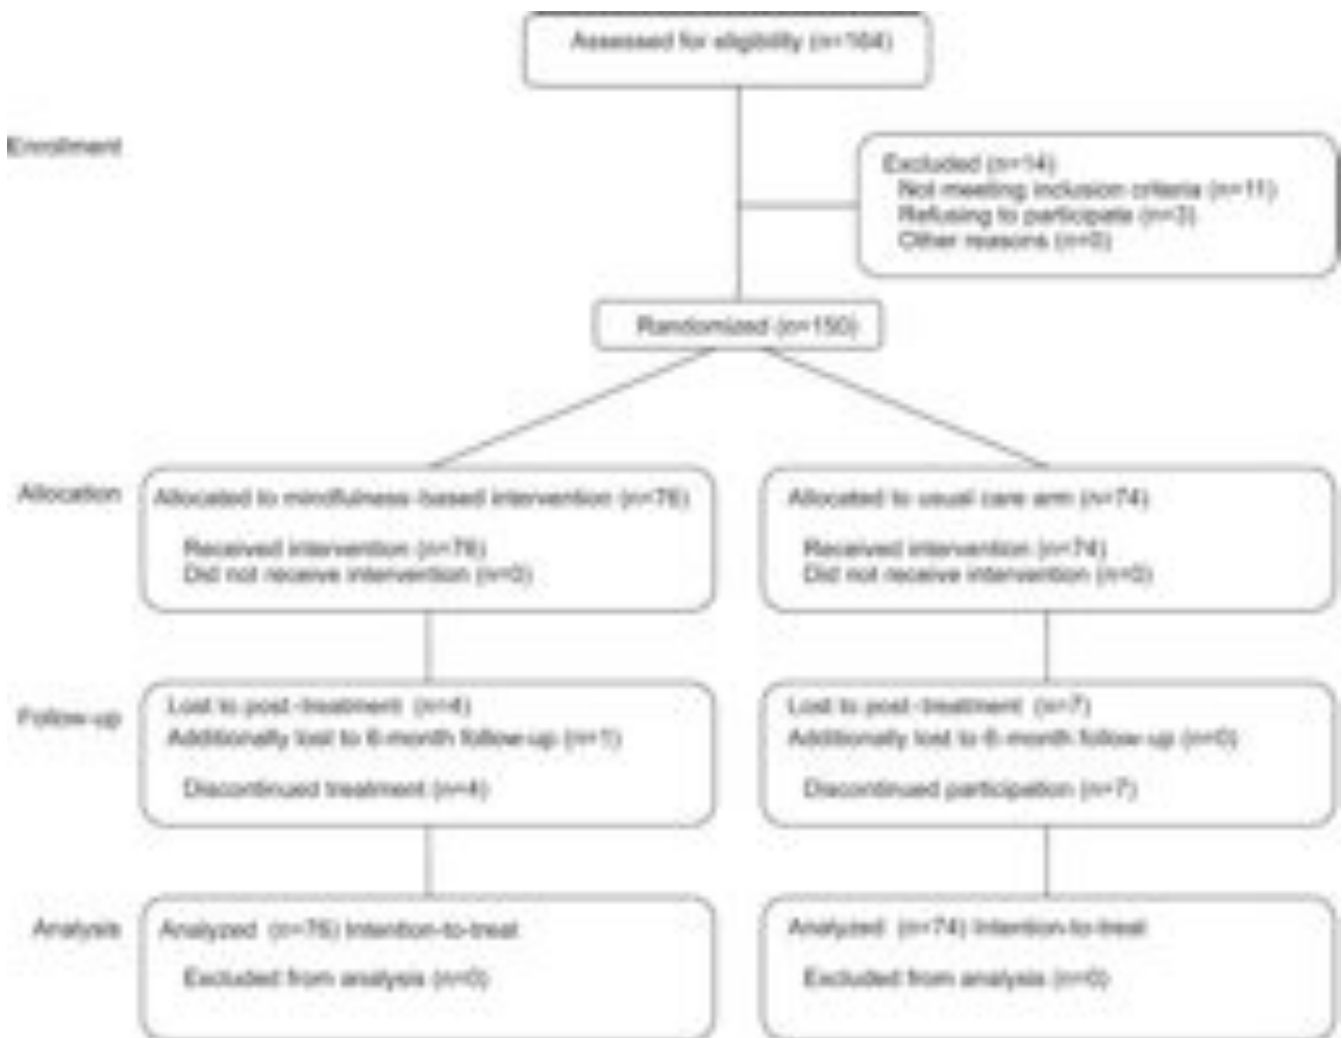 Assessed for eligibility (n=164)
Enrollment
Excluded (n=14)
Not meeting inclusion criteria (n=11)
Refusing to participate (n=3)
Other reasons (n=0)
Randomized (n=150)
Allocation
Allocated to mindfulness-based intervention (n=76)
Received intervention (n=76)
Did not receive intervention (n=0)
Allocated to usual care arm (n=74)
Received intervention (n=74)
Did not receive intervention (n=0)
Follow-up
Lost to post-treatment (n=4)
Additionally lost to 6-month follow-up (n=1)
Discontinued treatment (n=4)
Lost to post-treatment (n=7)
Additionally lost to 6-month follow-up (n=0)
Discontinued participation (n=7)
Analysis
Analyzed (n=76) Intention-to-treat
Excluded from analysis (n=0)
Analyzed (n=74) Intention-to-treat
Excluded from analysis (n=0)